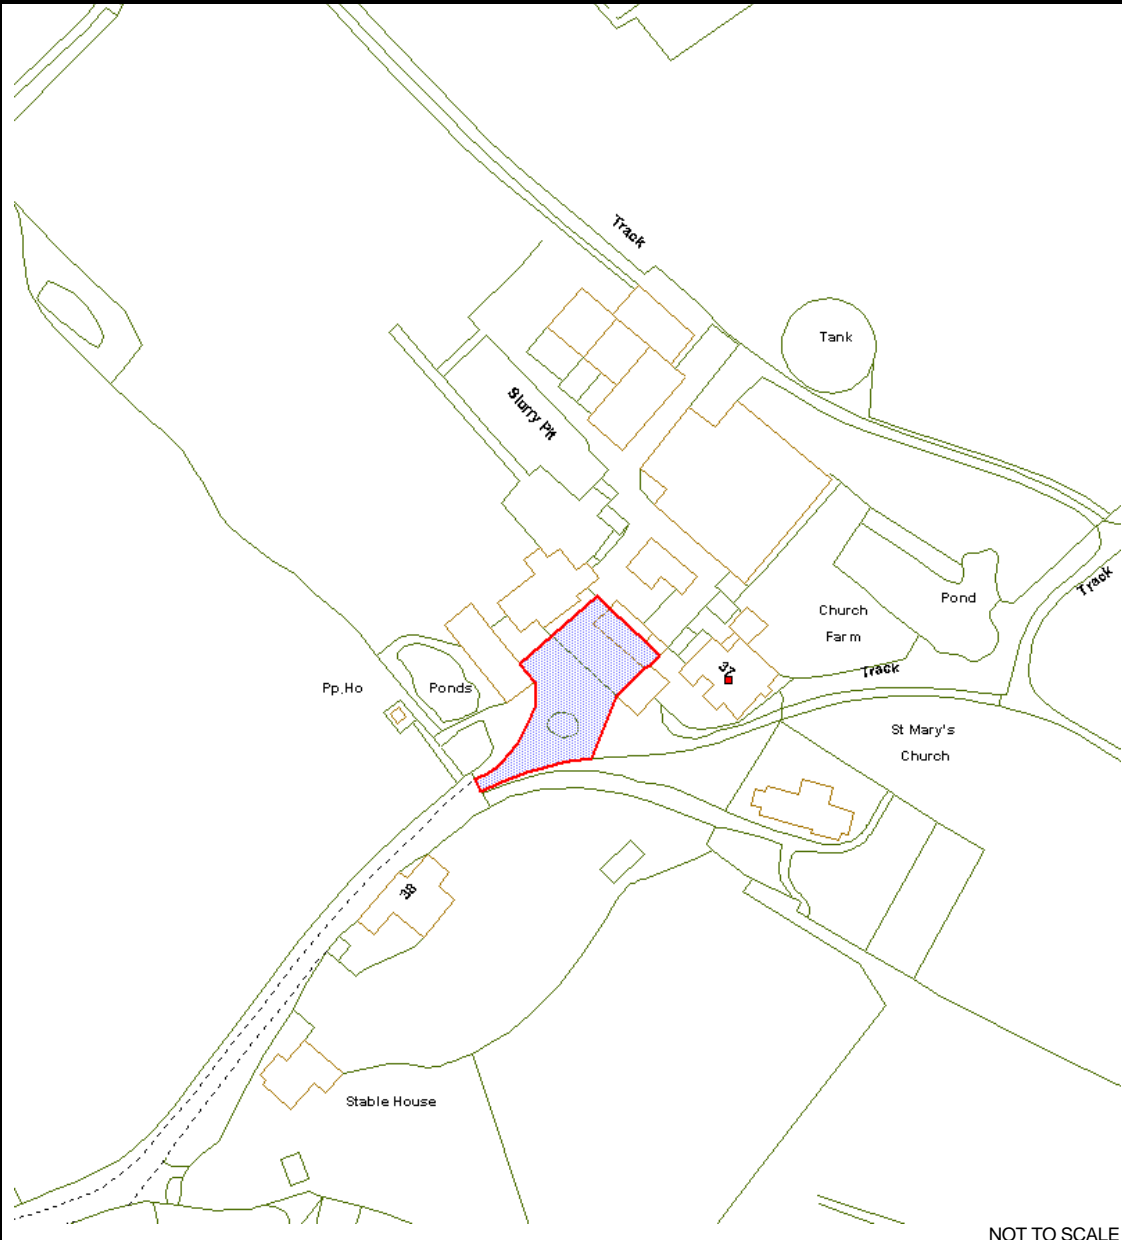 Track
Tank
Slurry Pit
Church
Farm
Pond
Track
37
Track
Pp,Ho
Ponds
St Mary's
Church
38
Stable House
NOT TO SCALE